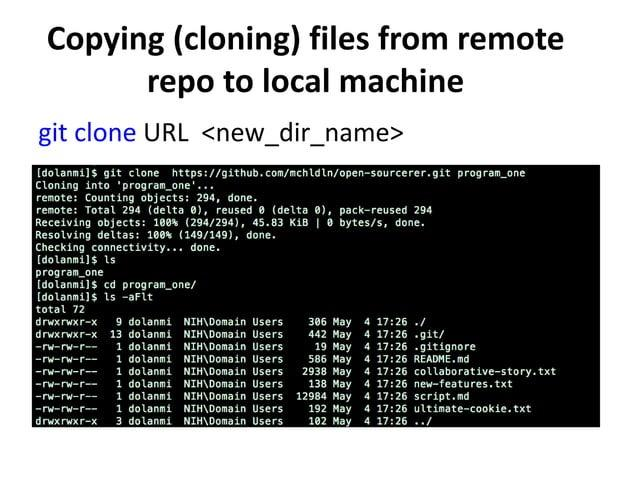 Copying (cloning) files from remote
repo to local machine
git clone URL <new_dir_name>
[dolanmi]$ git clone  https://github.com/mchldln/open-sourcerer.git program_one
Cloning into 'program_one'...
remote: Counting objects: 294, done.
remote: Total 294 (delta 0), reused 0 (delta 0), pack-reused 294
Receiving objects: 100% (294/294), 45.83 KiB | 0 bytes/s, done.
Resolving deltas: 100% (149/149), done.
Checking connectivity... done.
[dolanmi]$ ls
program_one
[dolanmi]$ cd program_one/
[dolanmi]$ ls -aFlt
total 72
drwxrwxr-x   9 dolanmi  NIH\Domain Users    306 May  4 17:26 ./
drwxrwxr-x  13 dolanmi  NIH\Domain Users    442 May  4 17:26 .git/
-rw-rw-r--   1 dolanmi  NIH\Domain Users     19 May  4 17:26 .gitignore
-rw-rw-r--   1 dolanmi  NIH\Domain Users    586 May  4 17:26 README.md
-rw-rw-r--   1 dolanmi  NIH\Domain Users   2938 May  4 17:26 collaborative-story.txt
-rw-rw-r--   1 dolanmi  NIH\Domain Users    138 May  4 17:26 new-features.txt
-rw-rw-r--   1 dolanmi  NIH\Domain Users  12984 May  4 17:26 script.md
-rw-rw-r--   1 dolanmi  NIH\Domain Users    192 May  4 17:26 ultimate-cookie.txt
drwxrwxr-x   3 dolanmi  NIH\Domain Users    102 May  4 17:26 ../